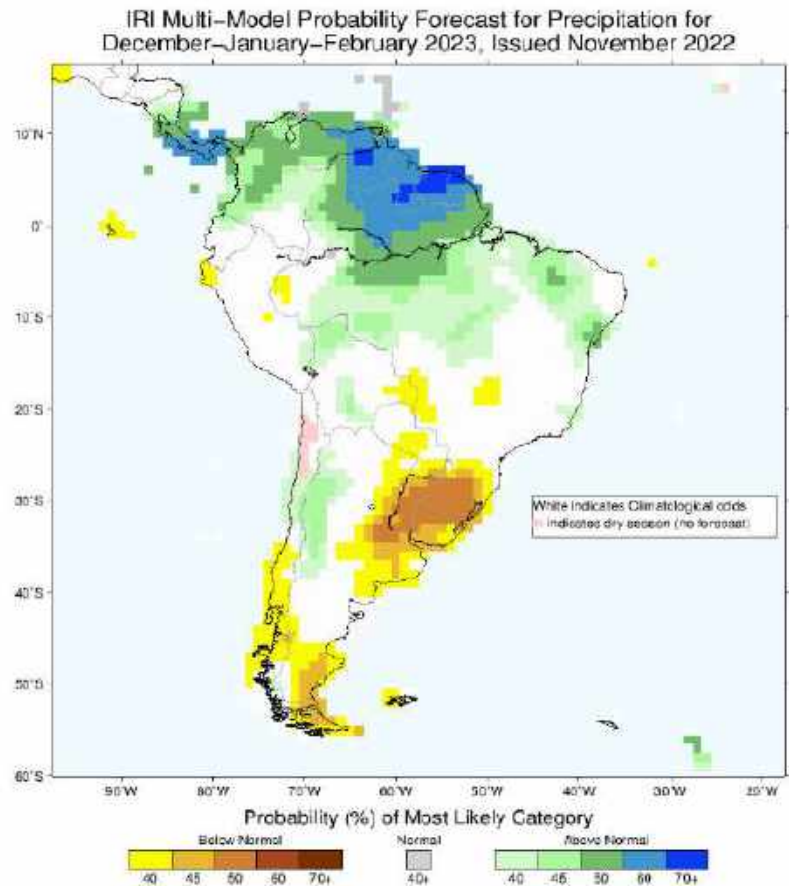 IRI Multi-Model Probability Forecast for Precipitation for
December-January-February 2023, Issued November 2022
10°N
0°
10°S
20°S
30°S
40°S
50°S
60°S
White indicates Climatological odds
indicates dry season (no forecast)
90°W 80°W 70°W 60°W 50°W 40°W 30°W 20°W
Probability (%) of Most Likely Category
Below Normal Normal Above Normal
40 45 50 60 70+ 40+ 40 45 50 60 70+